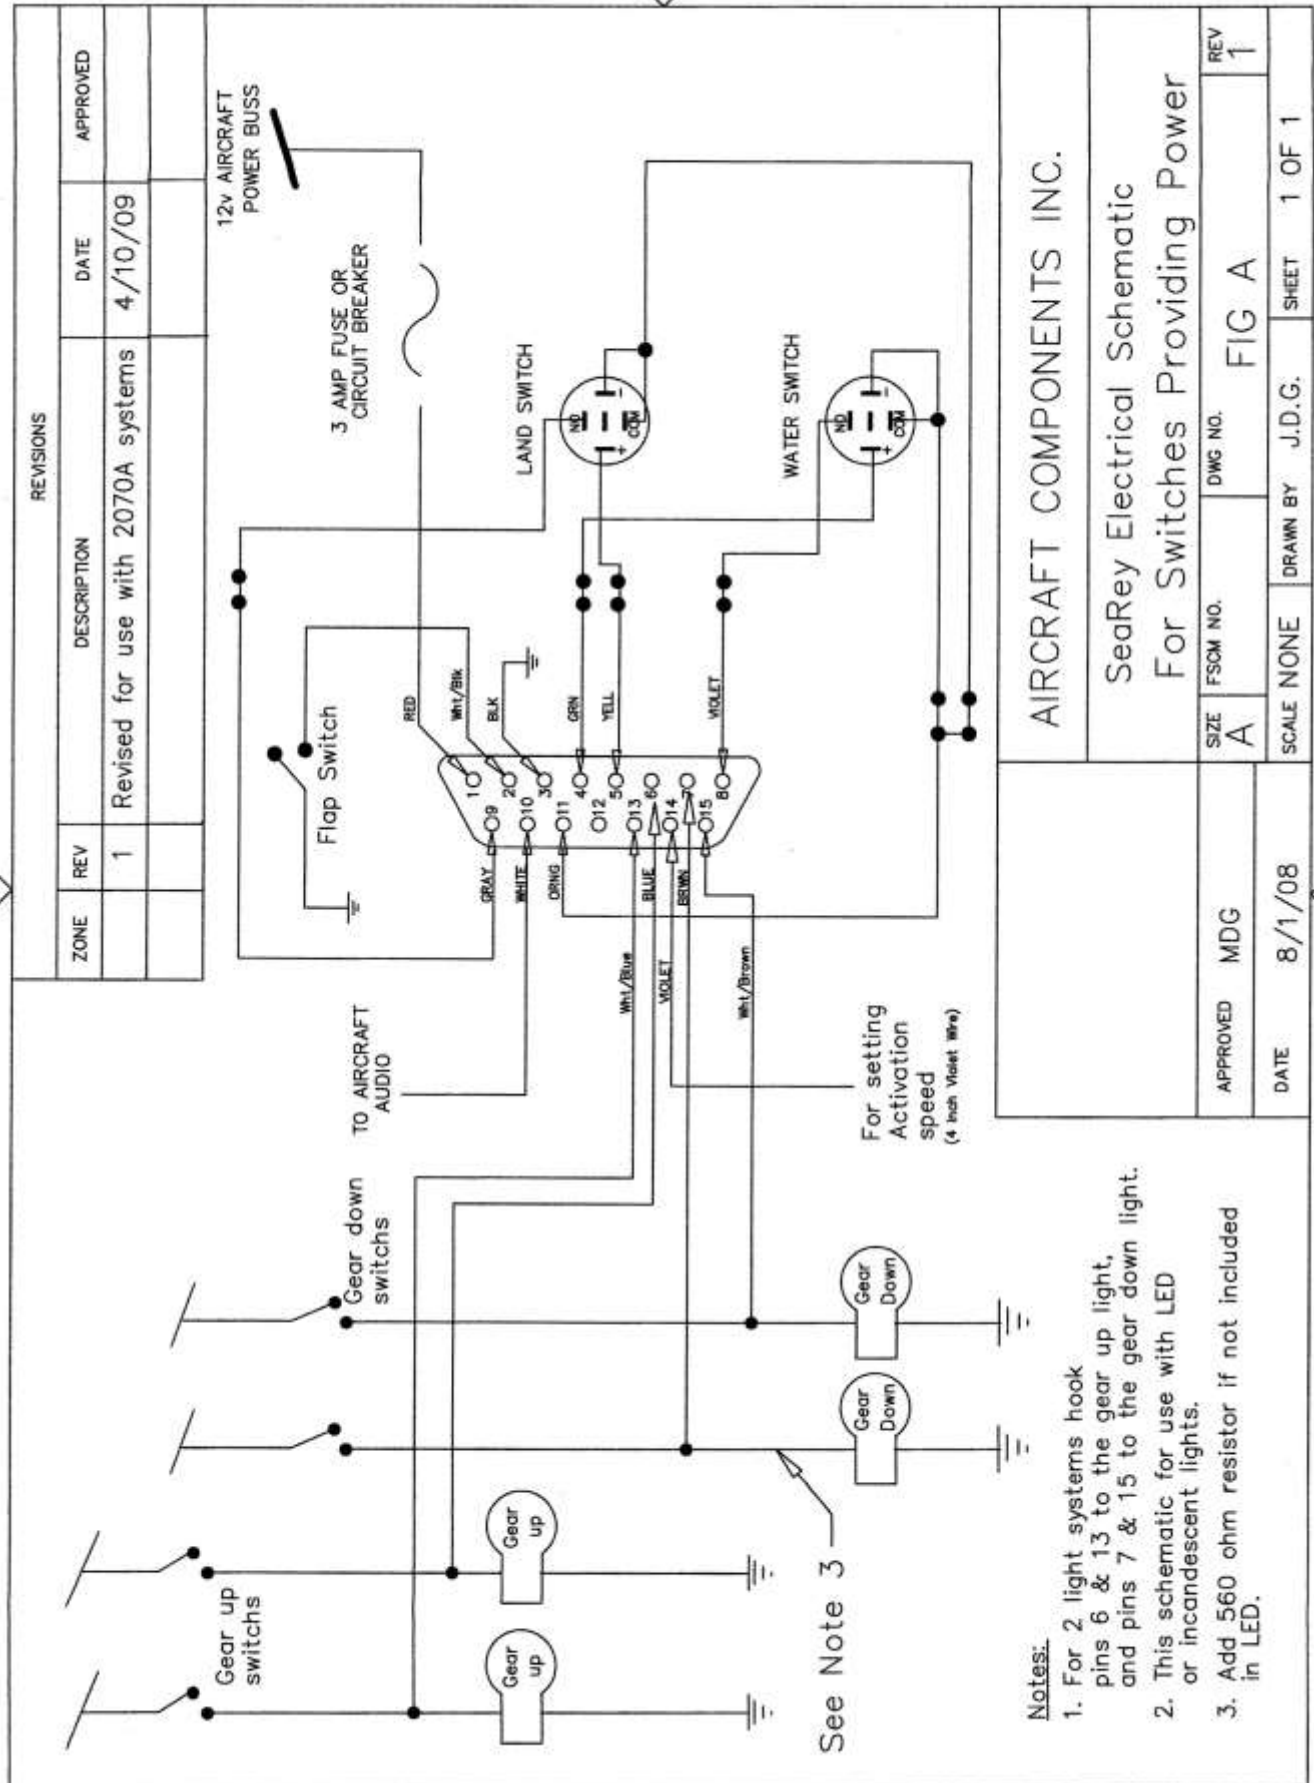 REVISIONS
ZONE REV DESCRIPTION DATE APPROVED
1 Revised for use with 2070A systems 4/10/09
12v AIRCRAFT
POWER BUSS
3 AMP FUSE OR
CIRCUIT BREAKER
Flap Switch
LAND SWITCH
NO
+
-
COM
WATER SWITCH
NO
+
-
COM
RED
Wht/Blk
BLK
GRN
YELL
VIOLET
1
2
3
4
5
6
7
8
9
10
11
12
13
14
15
GRAY
WHITE
ORNG
Wht/Blue
BLUE
VIOLET
BRWN
Wht/Brown
TO AIRCRAFT
AUDIO
For setting
Activation
speed
(4 Inch Violet Wire)
Gear up
switchs
Gear down
switchs
Gear
up
Gear
up
Gear
Down
Gear
Down
See Note 3
Notes:
1. For 2 light systems hook
pins 6 & 13 to the gear up light,
and pins 7 & 15 to the gear down light.
2. This schematic for use with LED
or incandescent lights.
3. Add 560 ohm resistor if not included
in LED.
AIRCRAFT COMPONENTS INC.
SeaRey Electrical Schematic
For Switches Providing Power
APPROVED MDG
DATE 8/1/08
SIZE A
FSCM NO.
DWG NO. FIG A
REV 1
SCALE NONE
DRAWN BY J.D.G.
SHEET 1 OF 1